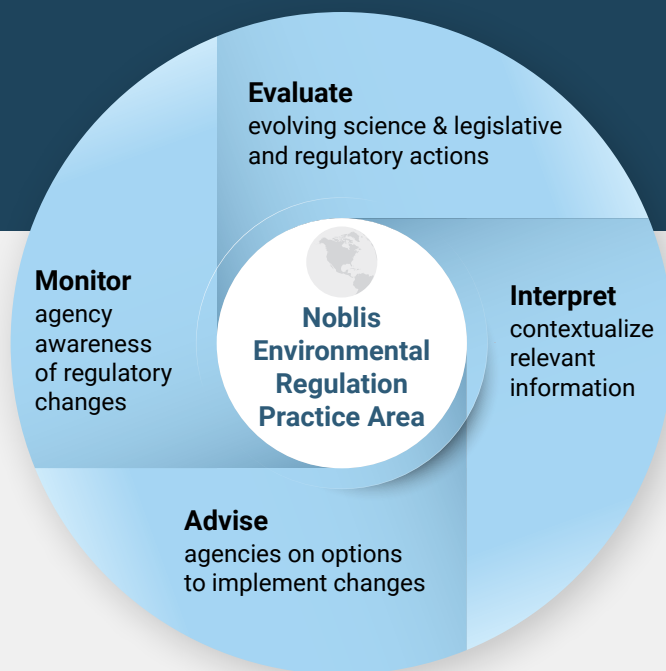 Evaluate
evolving science & legislative
and regulatory actions
Interpret
contextualize
relevant
information
Advise
agencies on options
to implement changes
Monitor
agency
awareness
of regulatory
changes
Noblis
Environmental
Regulation
Practice Area